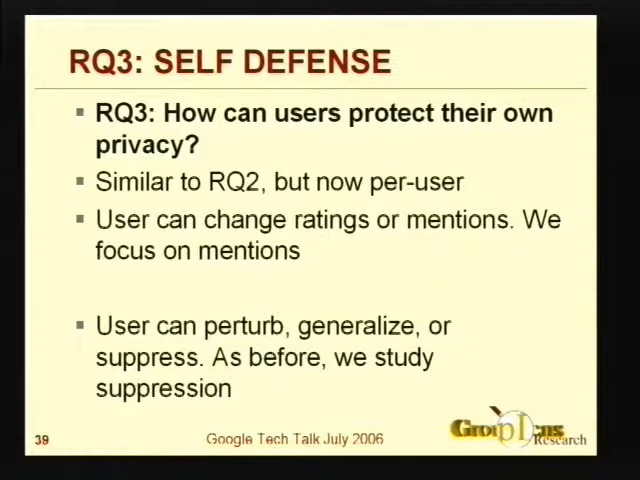 RQ3: SELF DEFENSE
RQ3: How can users protect their own
privacy?
Similar to RQ2, but now per-user
User can change ratings or mentions. We
focus on mentions
User can perturb, generalize, or
suppress. As before, we study
suppression
39
Google Tech Talk July 2006
GroupLens
Research